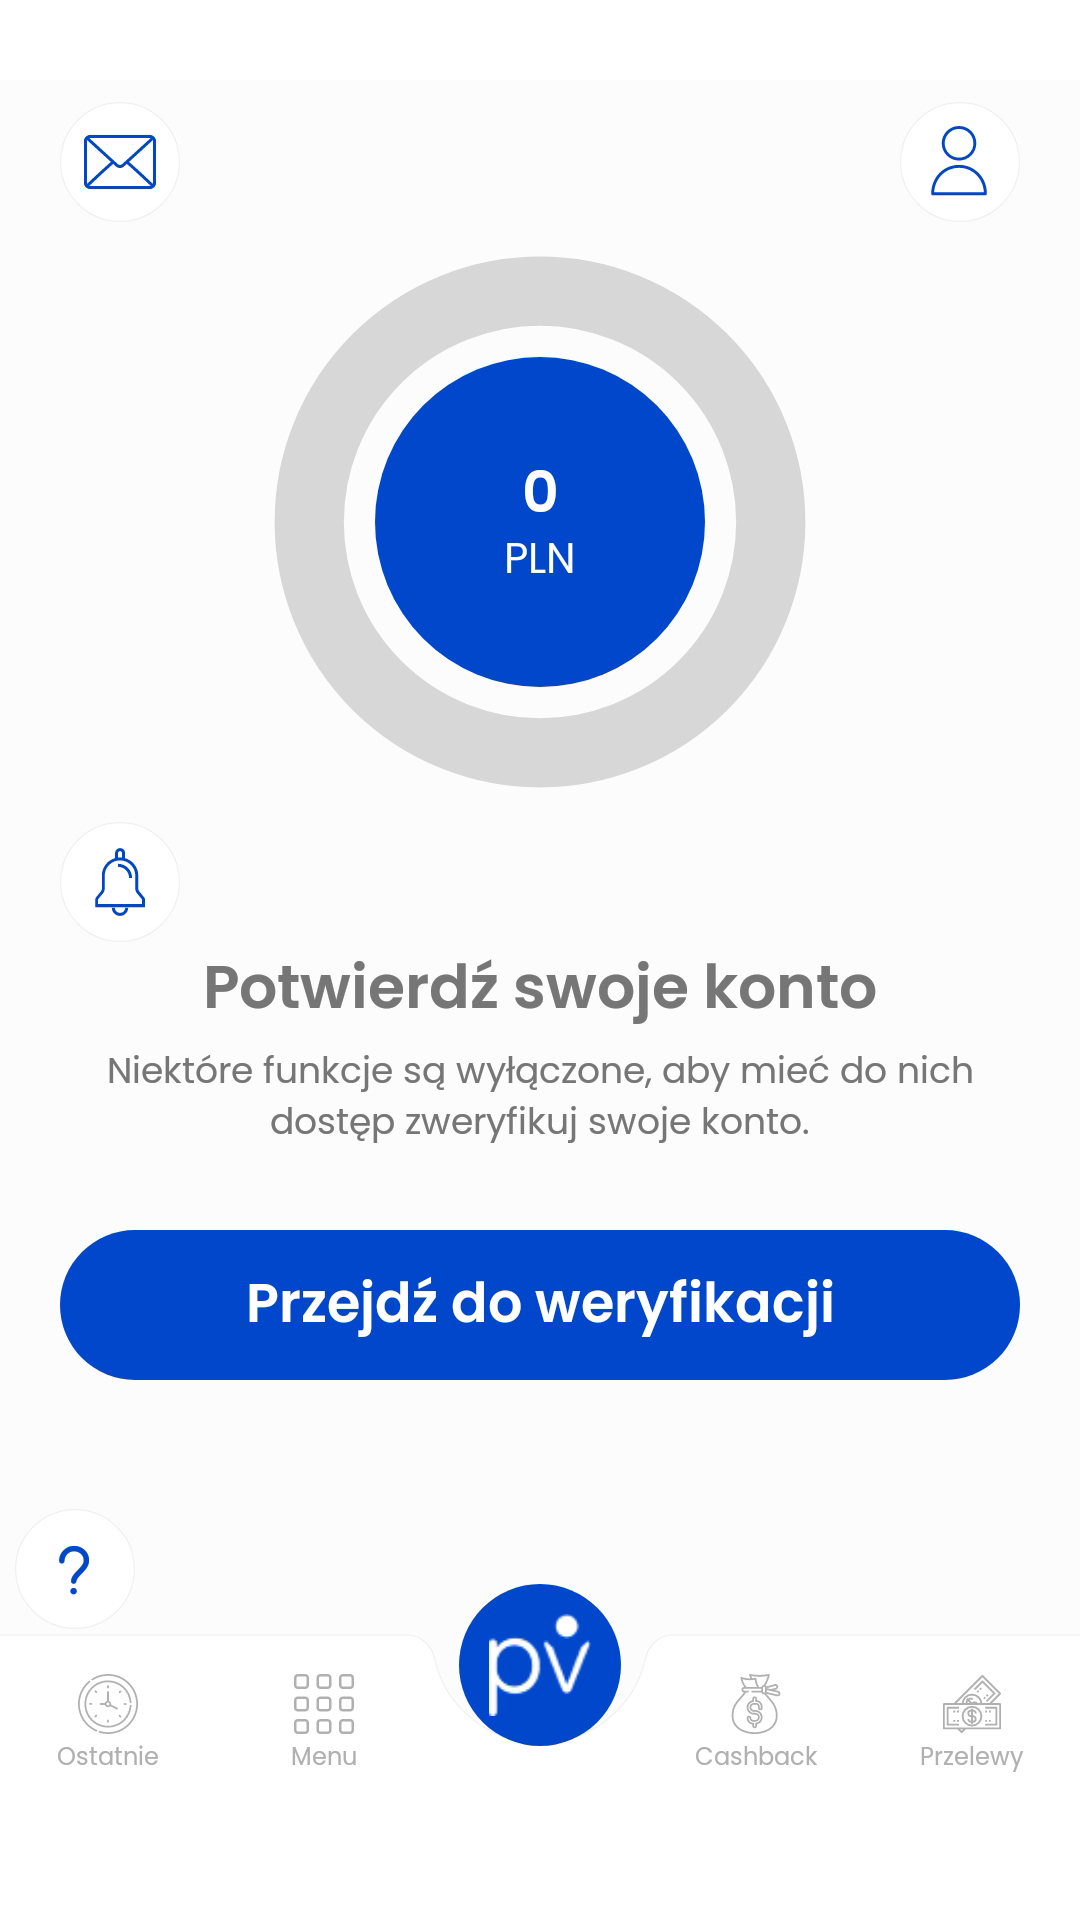 0
PLN
Potwierdź swoje konto
Niektóre funkcje są wyłączone, aby mieć do nich
dostęp zweryfikuj swoje konto.
Przejdź do weryfikacji
?
pv
Ostatnie
Menu
Cashback
Przelewy